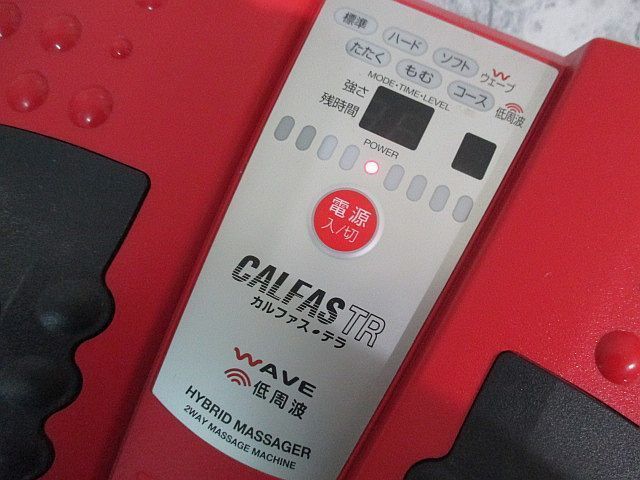 標準 ハード ソフト ウェーブ
たたく もむ コース 低周波
MODE・TIME・LEVEL
強さ
残時間
POWER
電源
入/切
CALFAS TR
カルファス・テラ
WAVE
低周波
HYBRID MASSAGER
2WAY MASSAGE MACHINE